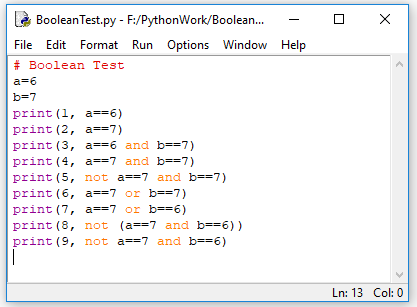 BooleanTest.py - F:/PythonWork/Boolean...
File Edit Format Run Options Window Help
# Boolean Test
a=6
b=7
print(1, a==6)
print(2, a==7)
print(3, a==6 and b==7)
print(4, a==7 and b==7)
print(5, not a==7 and b==7)
print(6, a==7 or b==7)
print(7, a==7 or b==6)
print(8, not (a==7 and b==6))
print(9, not a==7 and b==6)
Ln: 13 Col: 0